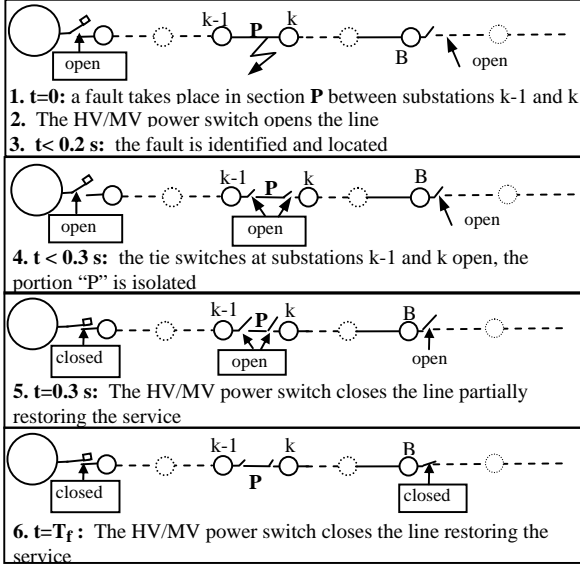 k-1 P k
B
open
open
1. t=0: a fault takes place in section P between substations k-1 and k
2. The HV/MV power switch opens the line
3. t< 0.2 s: the fault is identified and located
k-1 P k B
open
open
open
4. t < 0.3 s: the tie switches at substations k-1 and k open, the
portion “P” is isolated
k-1 P k B
closed
open
open
5. t=0.3 s: The HV/MV power switch closes the line partially
restoring the service
k-1 k B
P
closed
closed
6. t=Tf : The HV/MV power switch closes the line restoring the
service